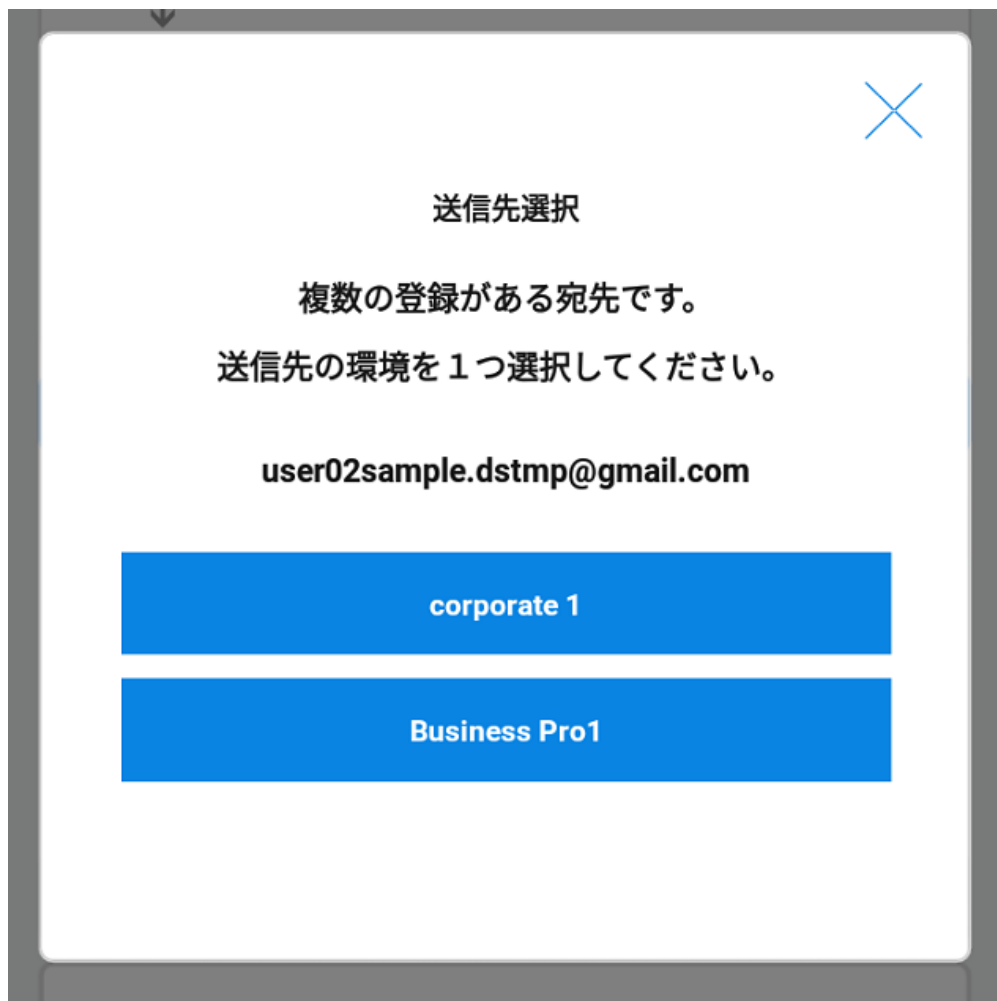 送信先選択
複数の登録がある宛先です。
送信先の環境を１つ選択してください。
user02sample.dstmp@gmail.com
corporate 1
Business Pro1